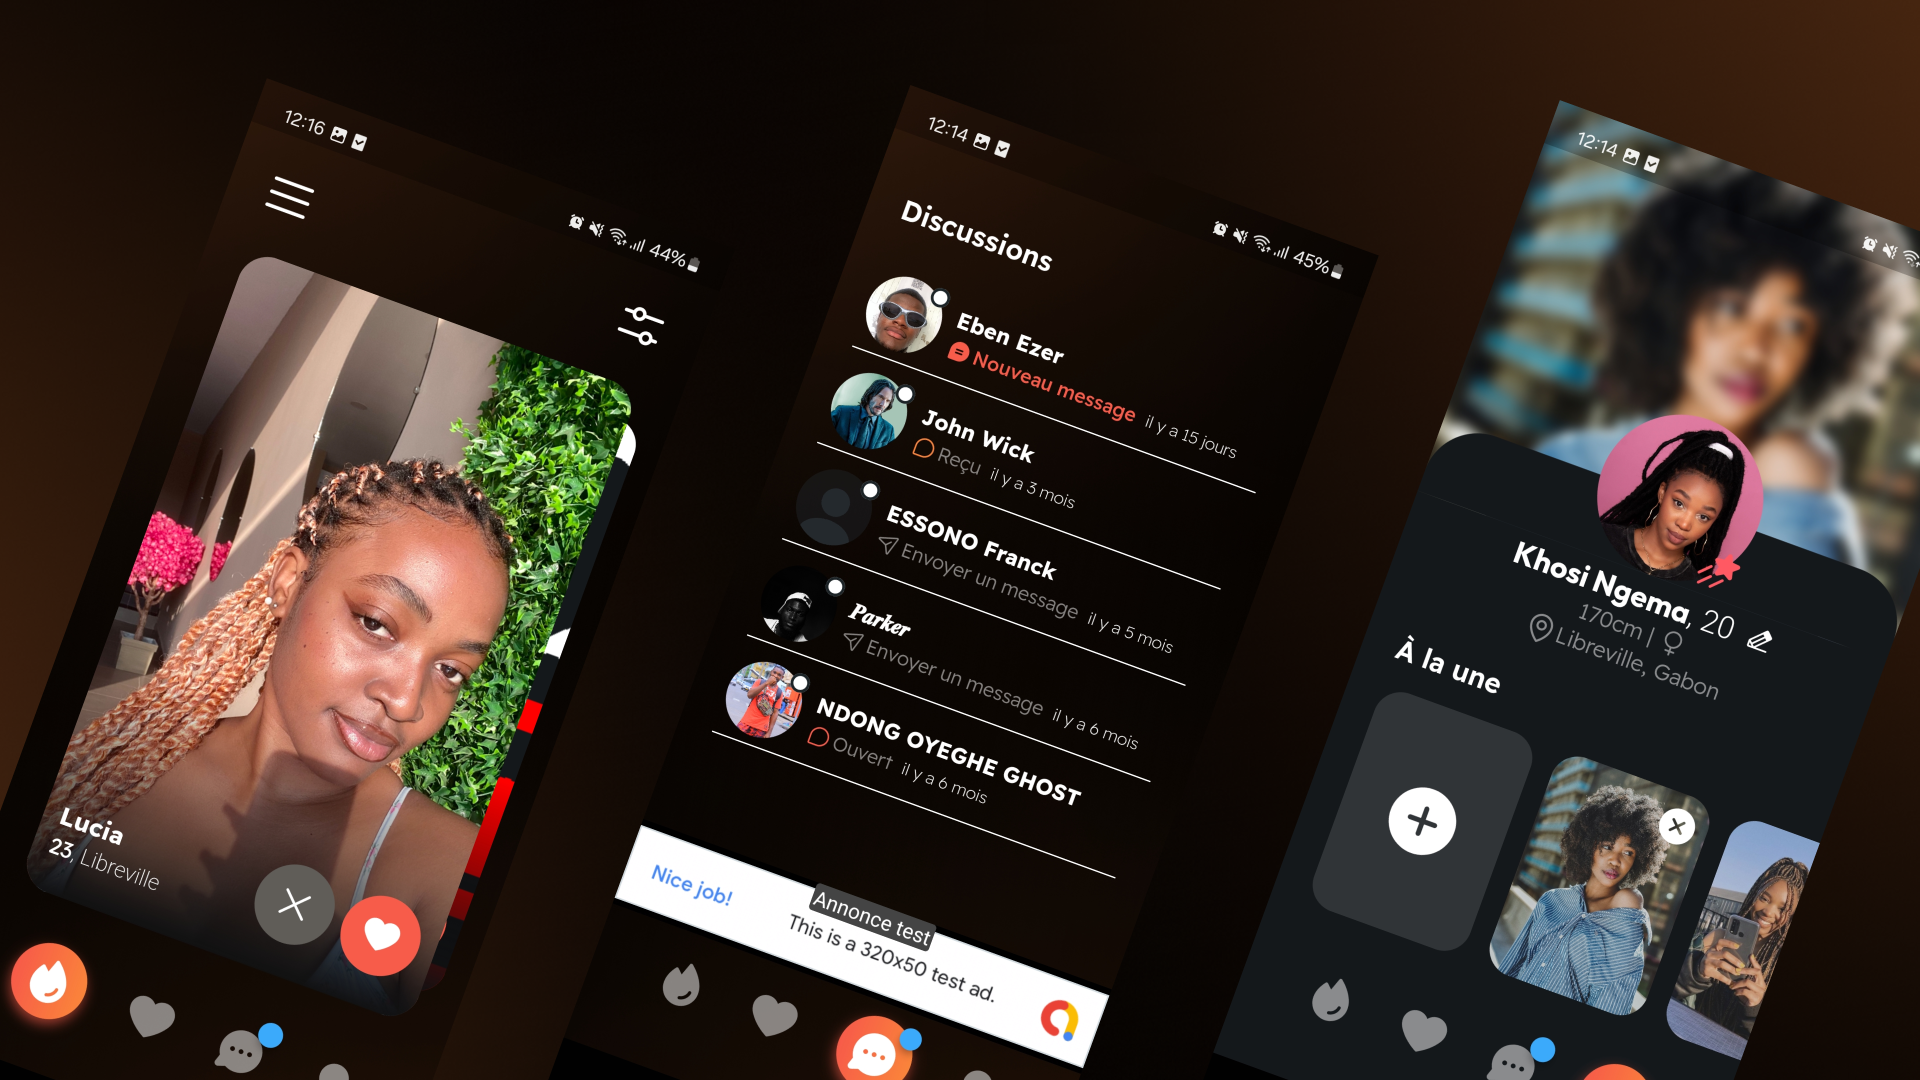 12:16
44%
Lucia
23, Libreville
12:14
45%
Discussions
Eben Ezer
Nouveau message il y a 15 jours
John Wick
Reçu il y a 3 mois
ESSONO Franck
Envoyer un message il y a 5 mois
Parker
Envoyer un message il y a 6 mois
NDONG OYEGHE GHOST
Ouvert il y a 6 mois
Nice job!
Annonce test
This is a 320x50 test ad.
12:14
Khosi Ngema, 20
170cm |
Libreville, Gabon
À la une